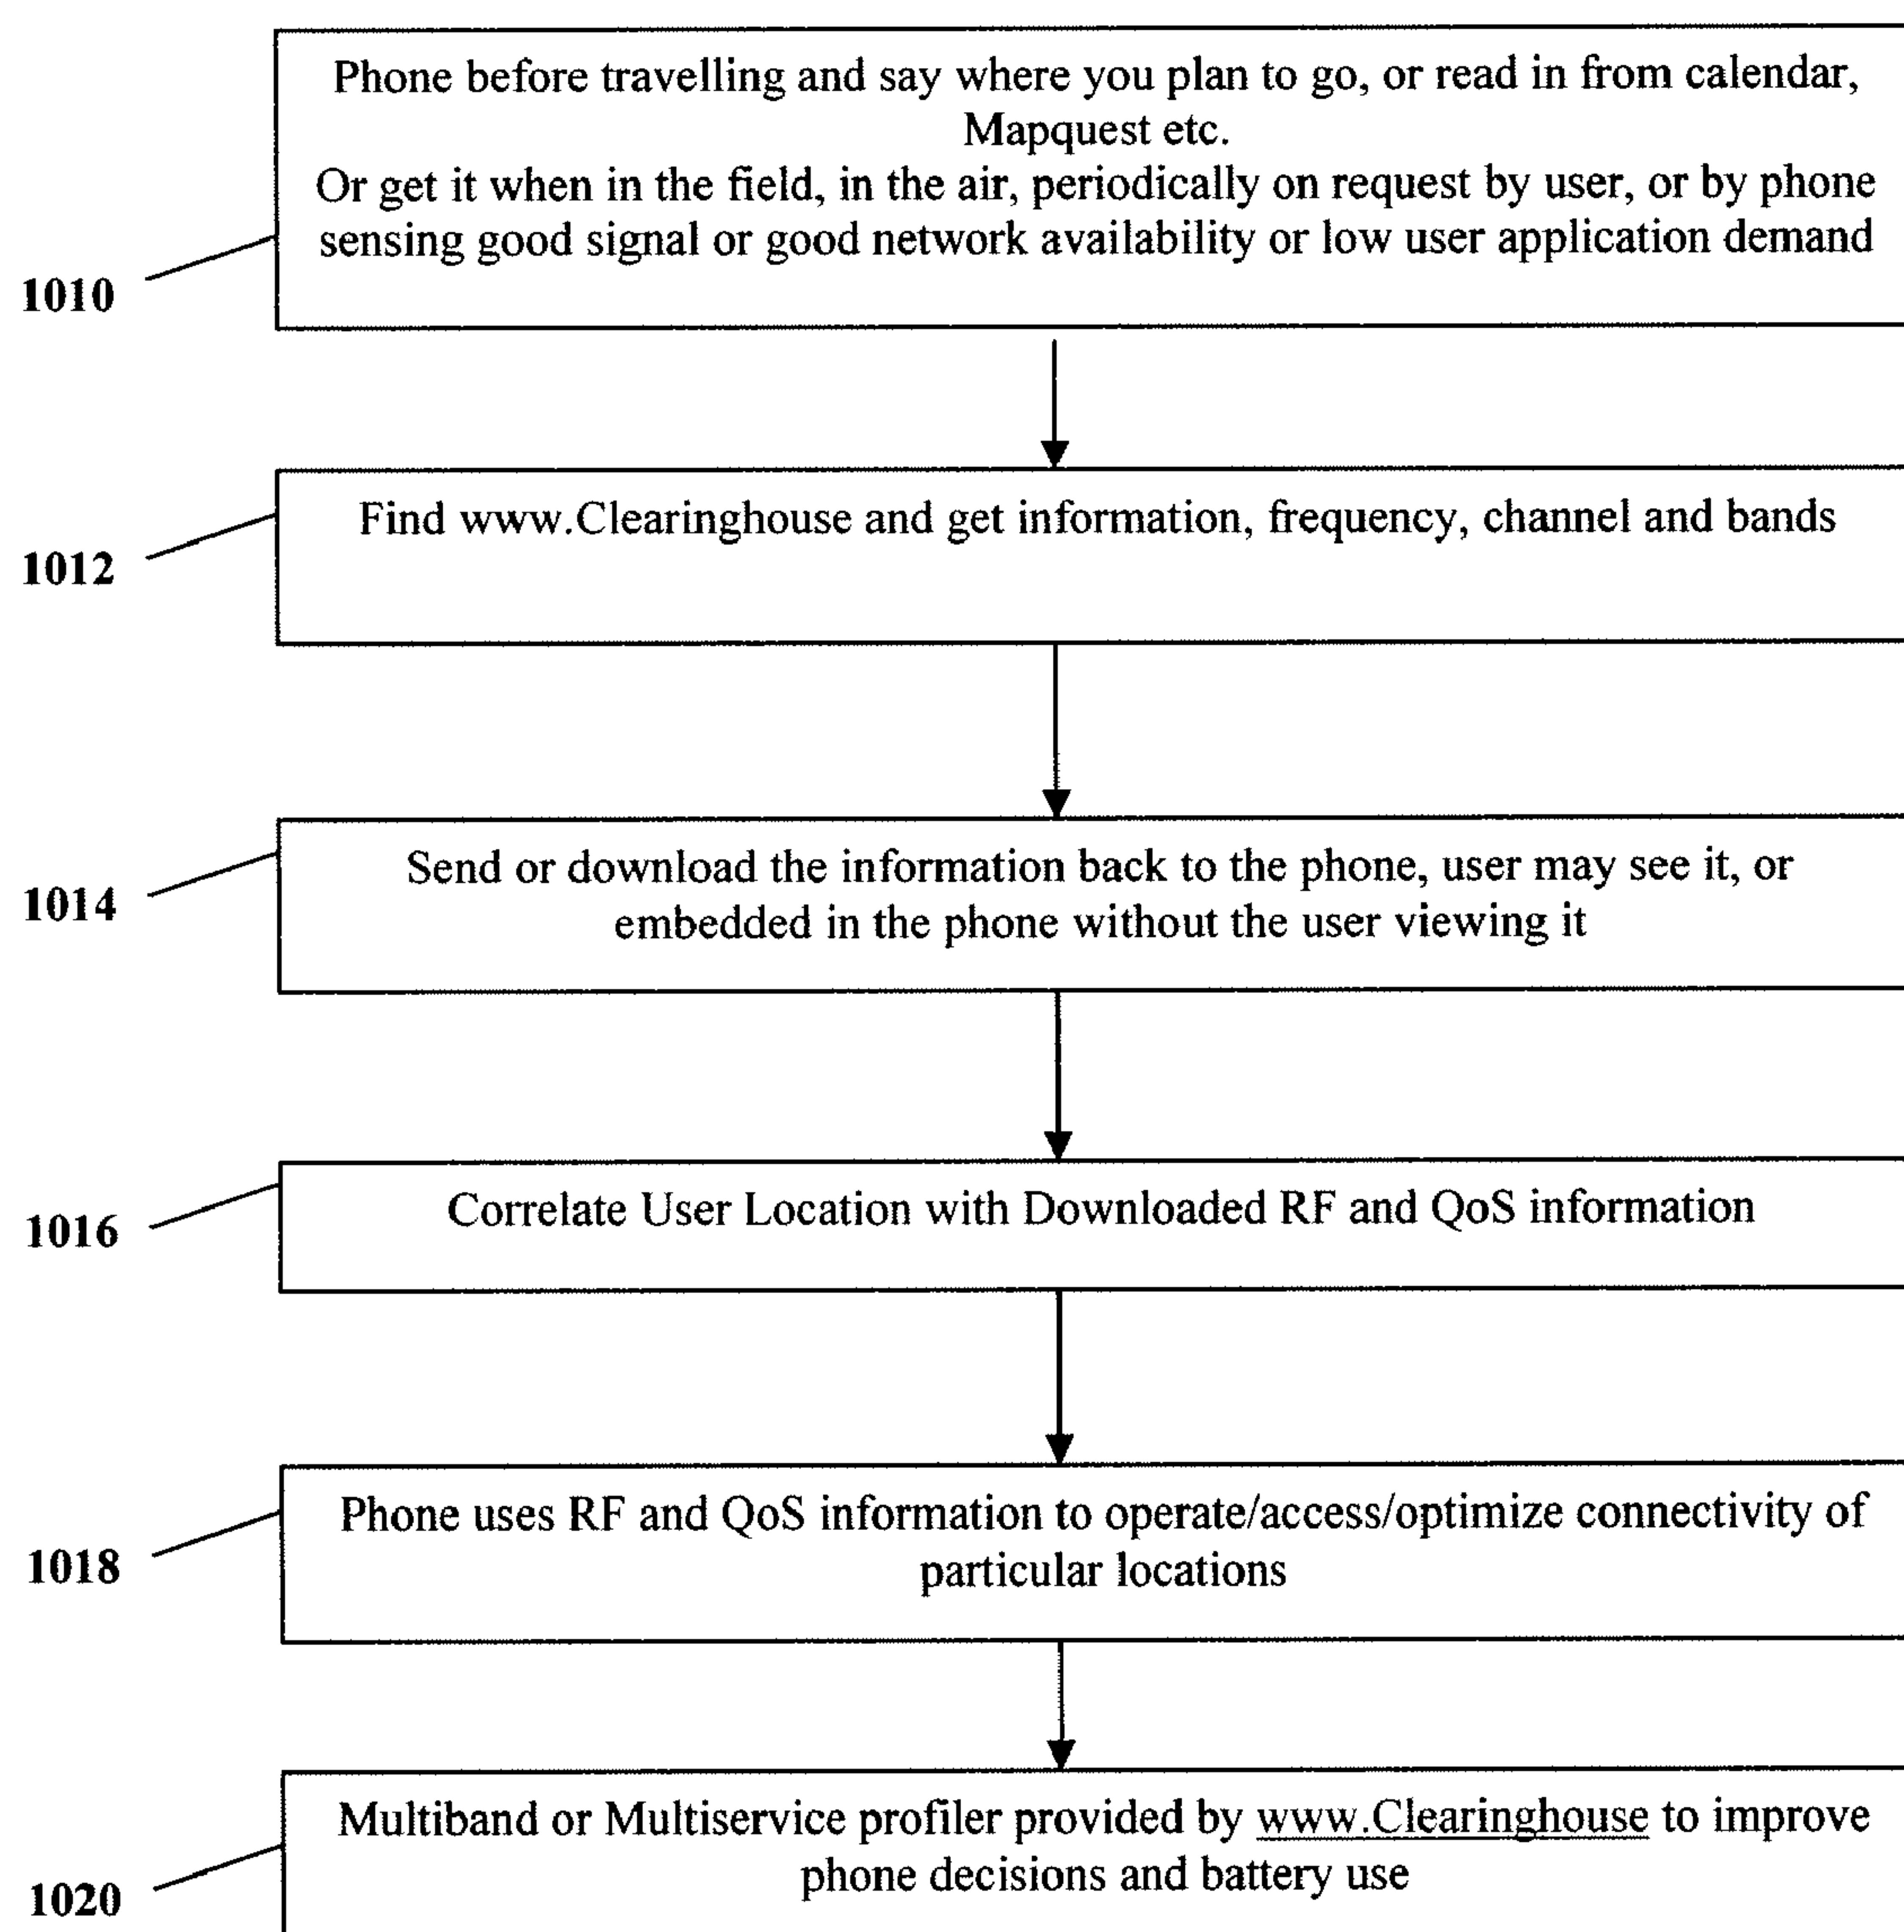 Phone before travelling and say where you plan to go, or read in from calendar,
Mapquest etc.
Or get it when in the field, in the air, periodically on request by user, or by phone
sensing good signal or good network availability or low user application demand
1010
Find www.Clearinghouse and get information, frequency, channel and bands
1012
Send or download the information back to the phone, user may see it, or
embedded in the phone without the user viewing it
1014
Correlate User Location with Downloaded RF and QoS information
1016
Phone uses RF and QoS information to operate/access/optimize connectivity of
particular locations
1018
Multiband or Multiservice profiler provided by www.Clearinghouse to improve
phone decisions and battery use
1020